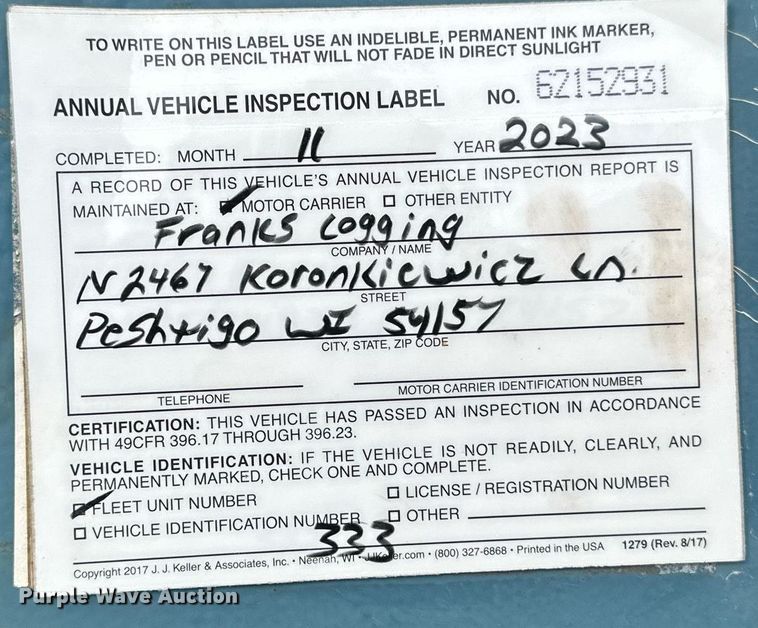 TO WRITE ON THIS LABEL USE AN INDELIBLE, PERMANENT INK MARKER,
PEN OR PENCIL THAT WILL NOT FADE IN DIRECT SUNLIGHT
ANNUAL VEHICLE INSPECTION LABEL NO. 62152931
COMPLETED: MONTH 11 YEAR 2023
A RECORD OF THIS VEHICLE'S ANNUAL VEHICLE INSPECTION REPORT IS
MAINTAINED AT: MOTOR CARRIER OTHER ENTITY
Franks Logging
COMPANY / NAME
N2467 Koronkiewicz Ln.
STREET
Peshtigo WI 54157
CITY, STATE, ZIP CODE
TELEPHONE MOTOR CARRIER IDENTIFICATION NUMBER
CERTIFICATION: THIS VEHICLE HAS PASSED AN INSPECTION IN ACCORDANCE
WITH 49CFR 396.17 THROUGH 396.23.
VEHICLE IDENTIFICATION: IF THE VEHICLE IS NOT READILY, CLEARLY, AND
PERMANENTLY MARKED, CHECK ONE AND COMPLETE.
FLEET UNIT NUMBER LICENSE / REGISTRATION NUMBER
VEHICLE IDENTIFICATION NUMBER OTHER
333
Copyright 2017 J. J. Keller & Associates, Inc. • Neenah, WI • JJKeller.com • (800) 327-6868 • Printed in the USA 1279 (Rev. 8/17)
Purple Wave Auction